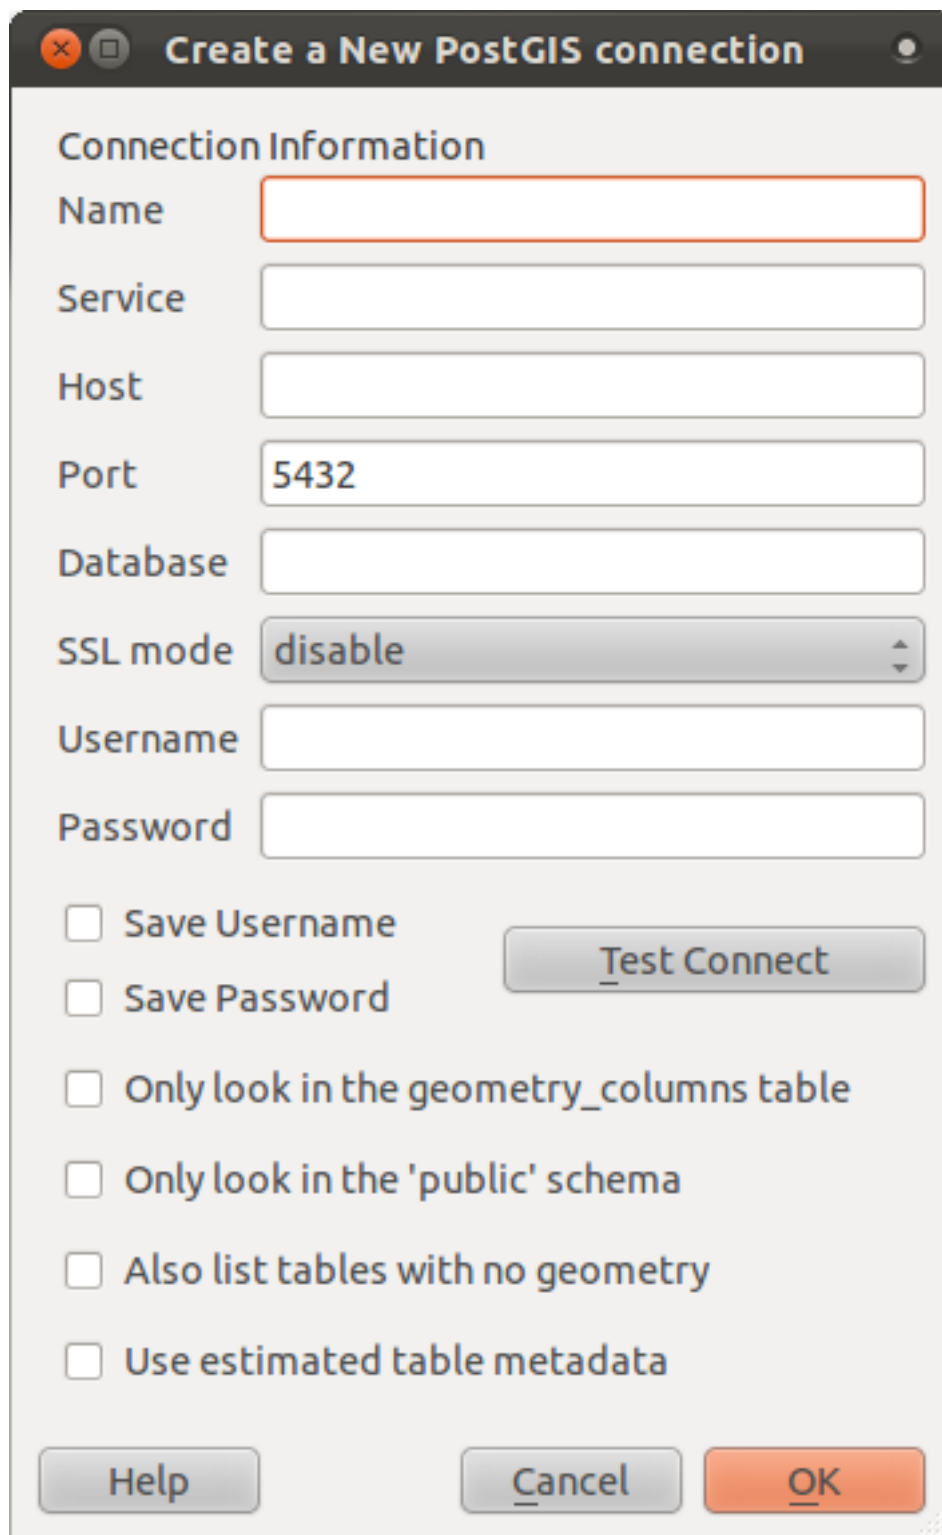 Create a New PostGIS connection
Connection Information
Name
Service
Host
Port 5432
Database
SSL mode disable
Username
Password
Save Username
Test Connect
Save Password
Only look in the geometry_columns table
Only look in the 'public' schema
Also list tables with no geometry
Use estimated table metadata
Help Cancel OK